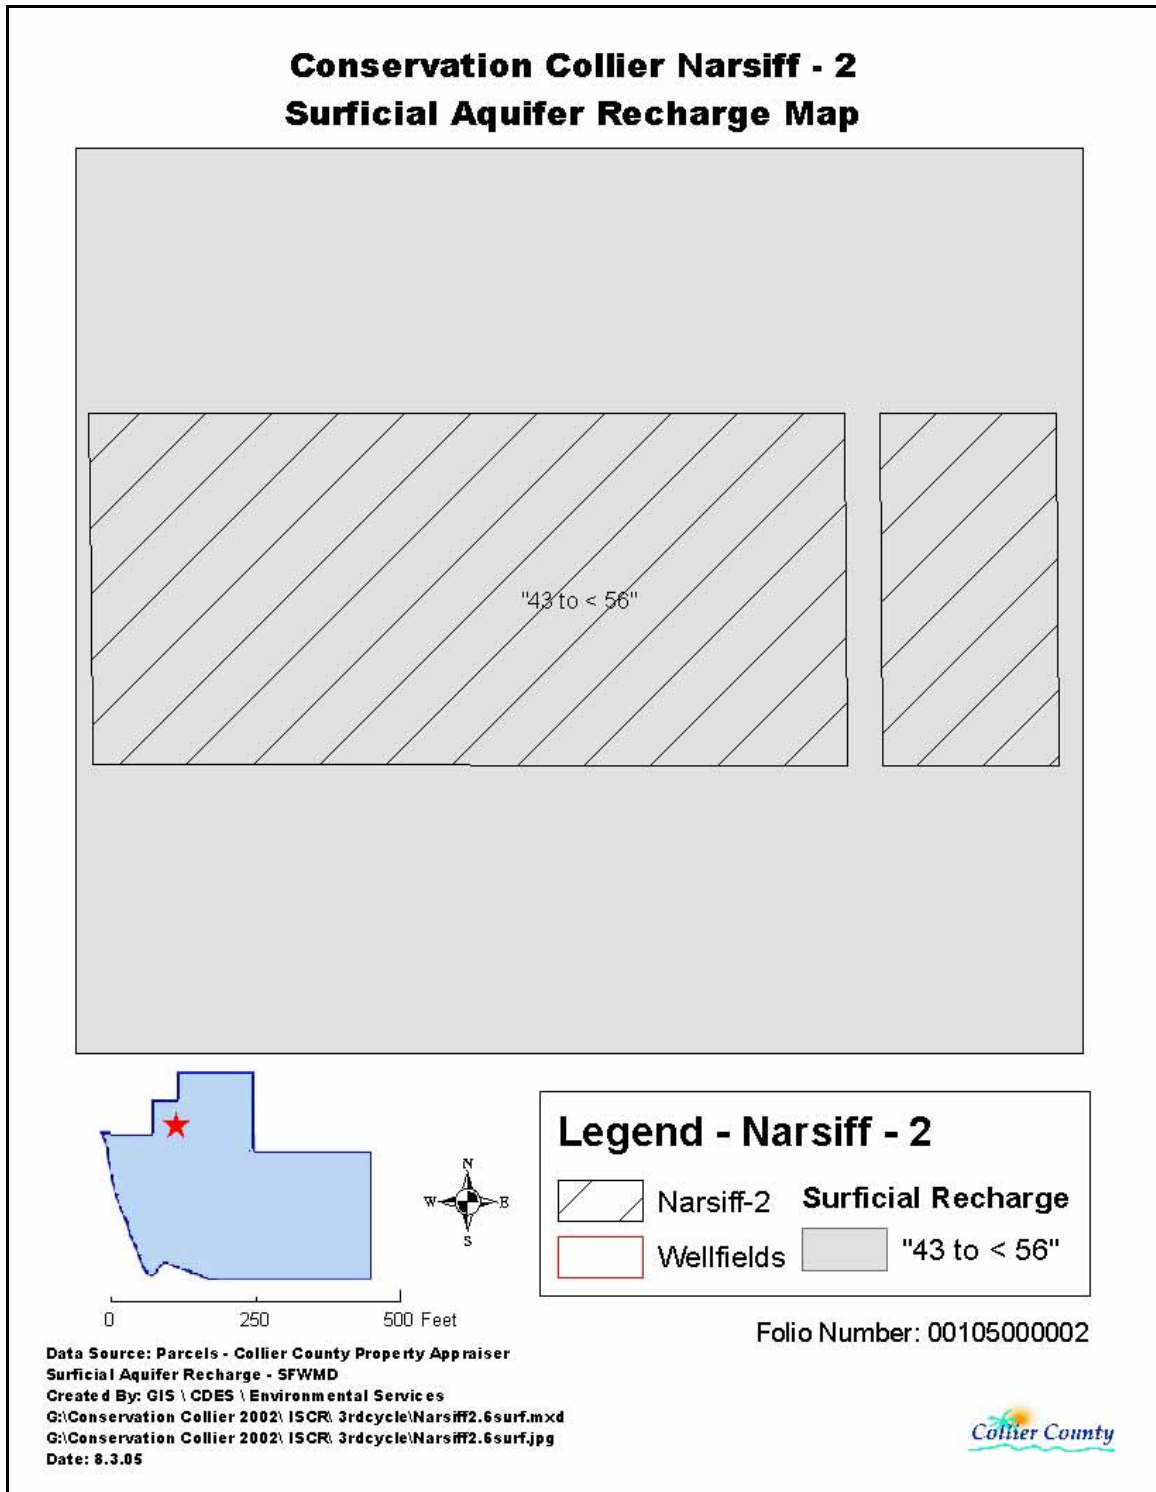 Conservation Collier Narsiff - 2
Surficial Aquifer Recharge Map
"43 to < 56"
N
W E
S
0 250 500 Feet
Legend - Narsiff - 2
Narsiff-2 Surficial Recharge
Wellfields "43 to < 56"
Folio Number: 00105000002
Data Source: Parcels - Collier County Property Appraiser
Surficial Aquifer Recharge - SFWMD
Created By: GIS \ CDES \ Environmental Services
G:\Conservation Collier 2002\ ISCR\ 3rdcycle\Narsiff2.6surf.mxd
G:\Conservation Collier 2002\ ISCR\ 3rdcycle\Narsiff2.6surf.jpg
Date: 8.3.05
Collier County